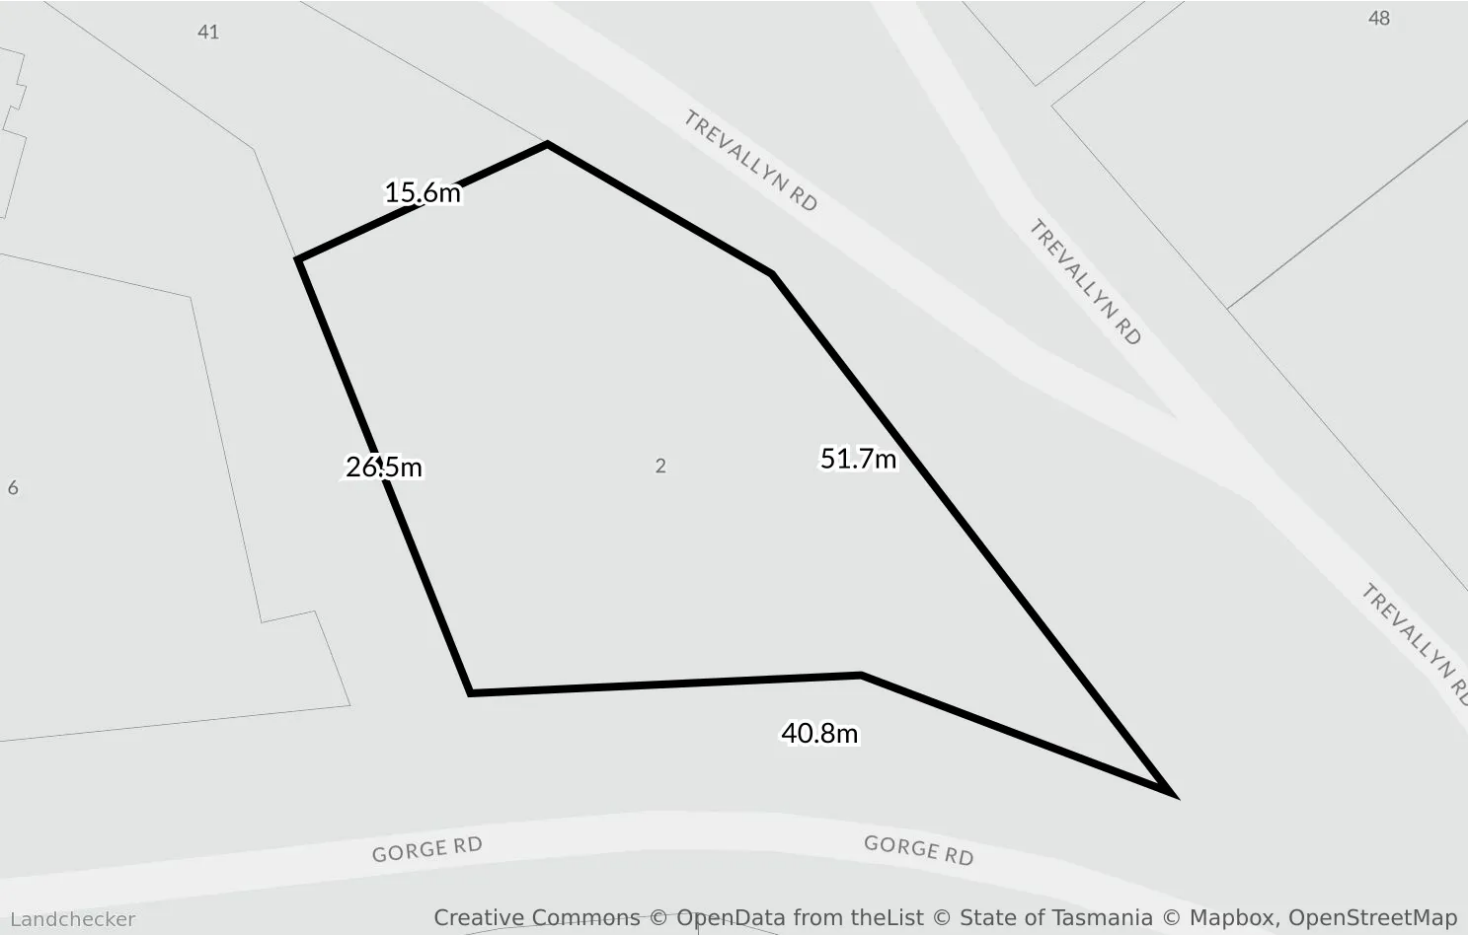 41
48
TREVALLYN RD
15.6m
TREVALLYN RD
26.5m
2
51.7m
6
TREVALLYN RD
40.8m
GORGE RD
GORGE RD
Landchecker
Creative Commons © OpenData from theList © State of Tasmania © Mapbox, OpenStreetMap